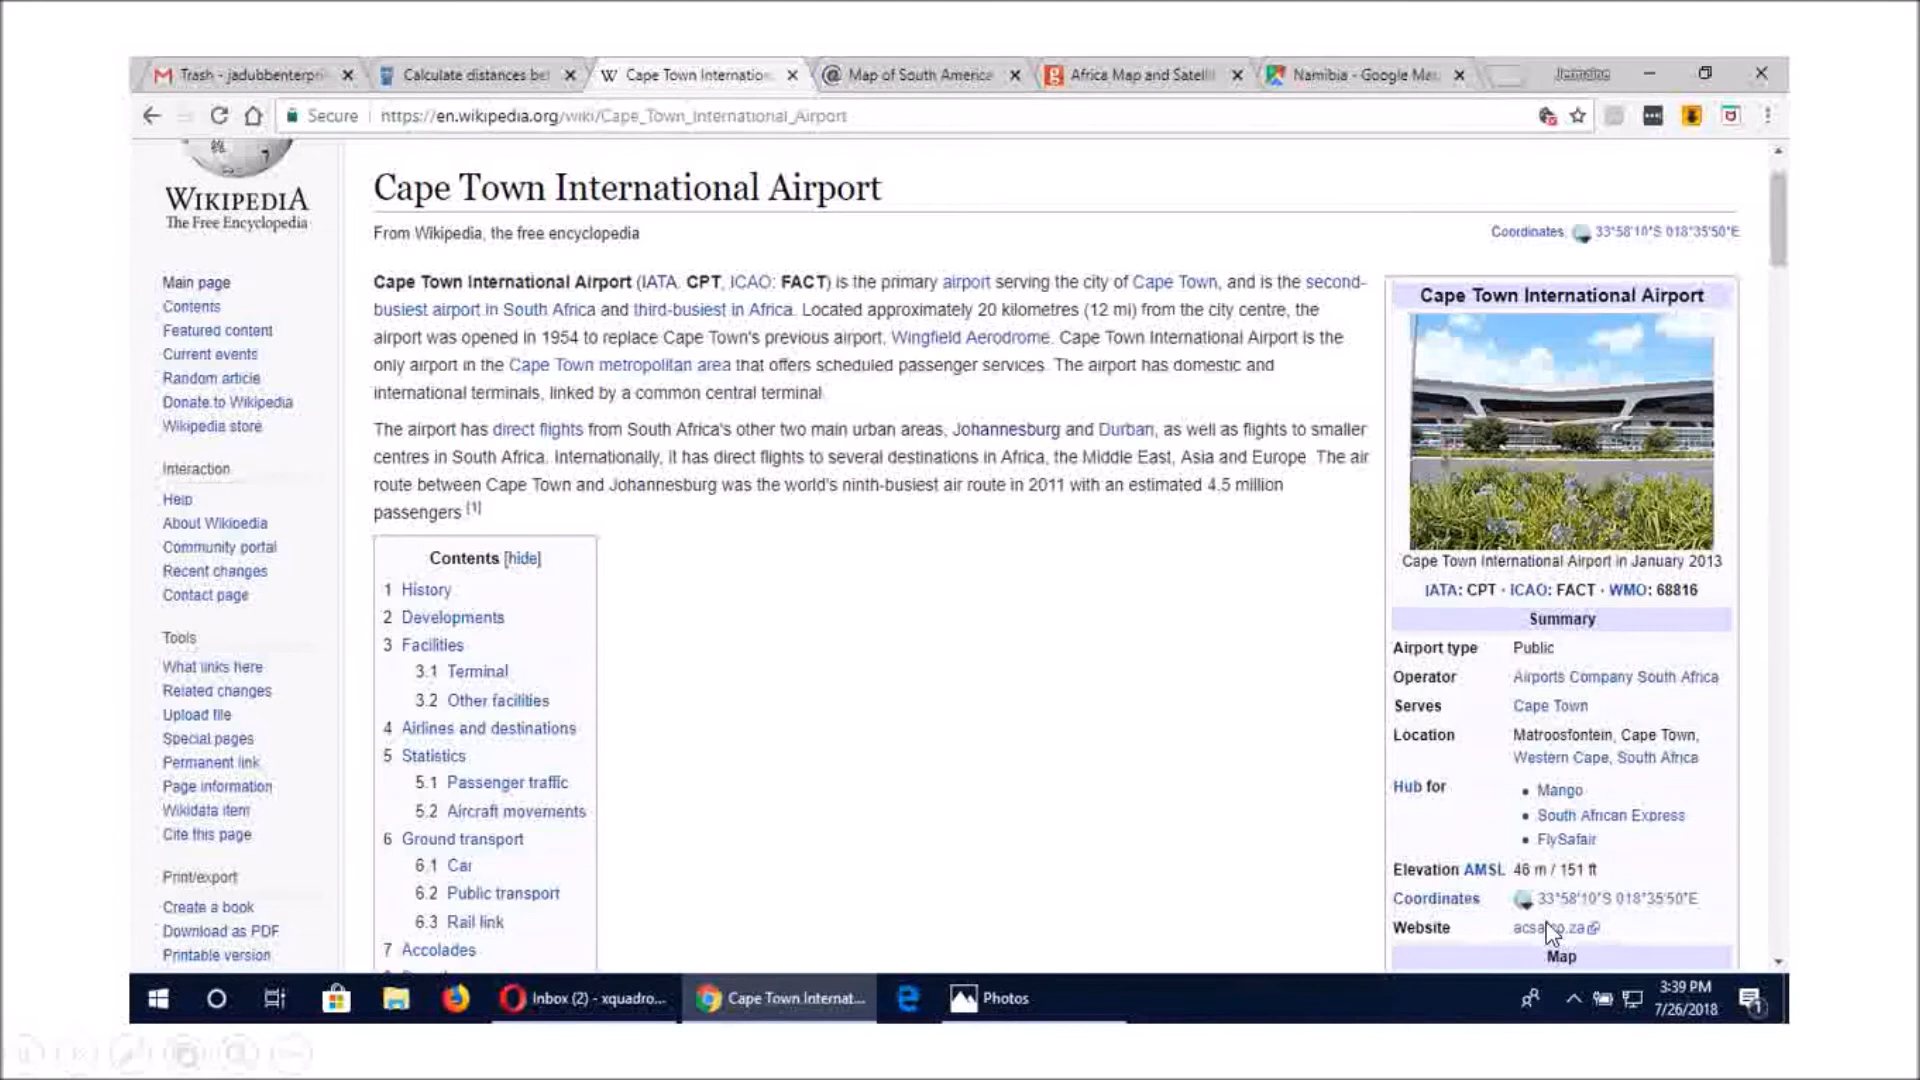 Trash - jadubbenterpri
Calculate distances be
Cape Town Internatio
Map of South America
Africa Map and Satelli
Namibia - Google Ma
Secure https://en.wikipedia.org/wiki/Cape_Town_International_Airport
WIKIPEDIA
The Free Encyclopedia
Main page
Contents
Featured content
Current events
Random article
Donate to Wikipedia
Wikipedia store
Interaction
Help
About Wikipedia
Community portal
Recent changes
Contact page
Tools
What links here
Related changes
Upload file
Special pages
Permanent link
Page information
Wikidata item
Cite this page
Print/export
Create a book
Download as PDF
Printable version
Cape Town International Airport
From Wikipedia, the free encyclopedia
Coordinates: 33°58′10″S 018°35′50″E
Cape Town International Airport (IATA: CPT, ICAO: FACT) is the primary airport serving the city of Cape Town, and is the second-
busiest airport in South Africa and third-busiest in Africa. Located approximately 20 kilometres (12 mi) from the city centre, the
airport was opened in 1954 to replace Cape Town's previous airport, Wingfield Aerodrome. Cape Town International Airport is the
only airport in the Cape Town metropolitan area that offers scheduled passenger services. The airport has domestic and
international terminals, linked by a common central terminal.
The airport has direct flights from South Africa's other two main urban areas, Johannesburg and Durban, as well as flights to smaller
centres in South Africa. Internationally, it has direct flights to several destinations in Africa, the Middle East, Asia and Europe. The air
route between Cape Town and Johannesburg was the world's ninth-busiest air route in 2011 with an estimated 4.5 million
passengers.[1]
Contents [hide]
1 History
2 Developments
3 Facilities
3.1 Terminal
3.2 Other facilities
4 Airlines and destinations
5 Statistics
5.1 Passenger traffic
5.2 Aircraft movements
6 Ground transport
6.1 Car
6.2 Public transport
6.3 Rail link
7 Accolades
Cape Town International Airport
Cape Town International Airport in January 2013
IATA: CPT · ICAO: FACT · WMO: 68816
Summary
Airport type Public
Operator Airports Company South Africa
Serves Cape Town
Location Matroosfontein, Cape Town,
Western Cape, South Africa
Hub for
Mango
South African Express
FlySafair
Elevation AMSL 46 m / 151 ft
Coordinates 33°58′10″S 018°35′50″E
Website acsa.co.za
Map
Inbox (2) - xquadro...
Cape Town Internat...
Photos
3:39 PM
7/26/2018
1